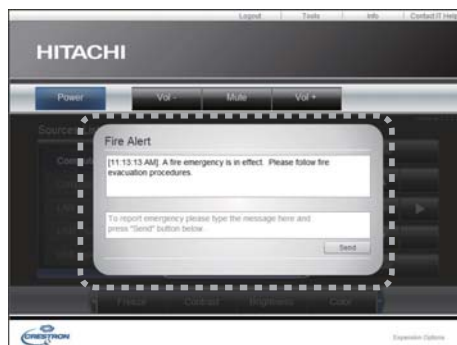 Logout Tools Info Contact IT Help
HITACHI
Power Vol - Mute Vol +
Fire Alert
[11:13:13 AM] A fire emergency is in effect. Please follow fire
evacuation procedures.
To report emergency please type the message here and
press "Send" button below.
Send
Freeze Contrast Brightness Color
CRESTRON
Expansion Options